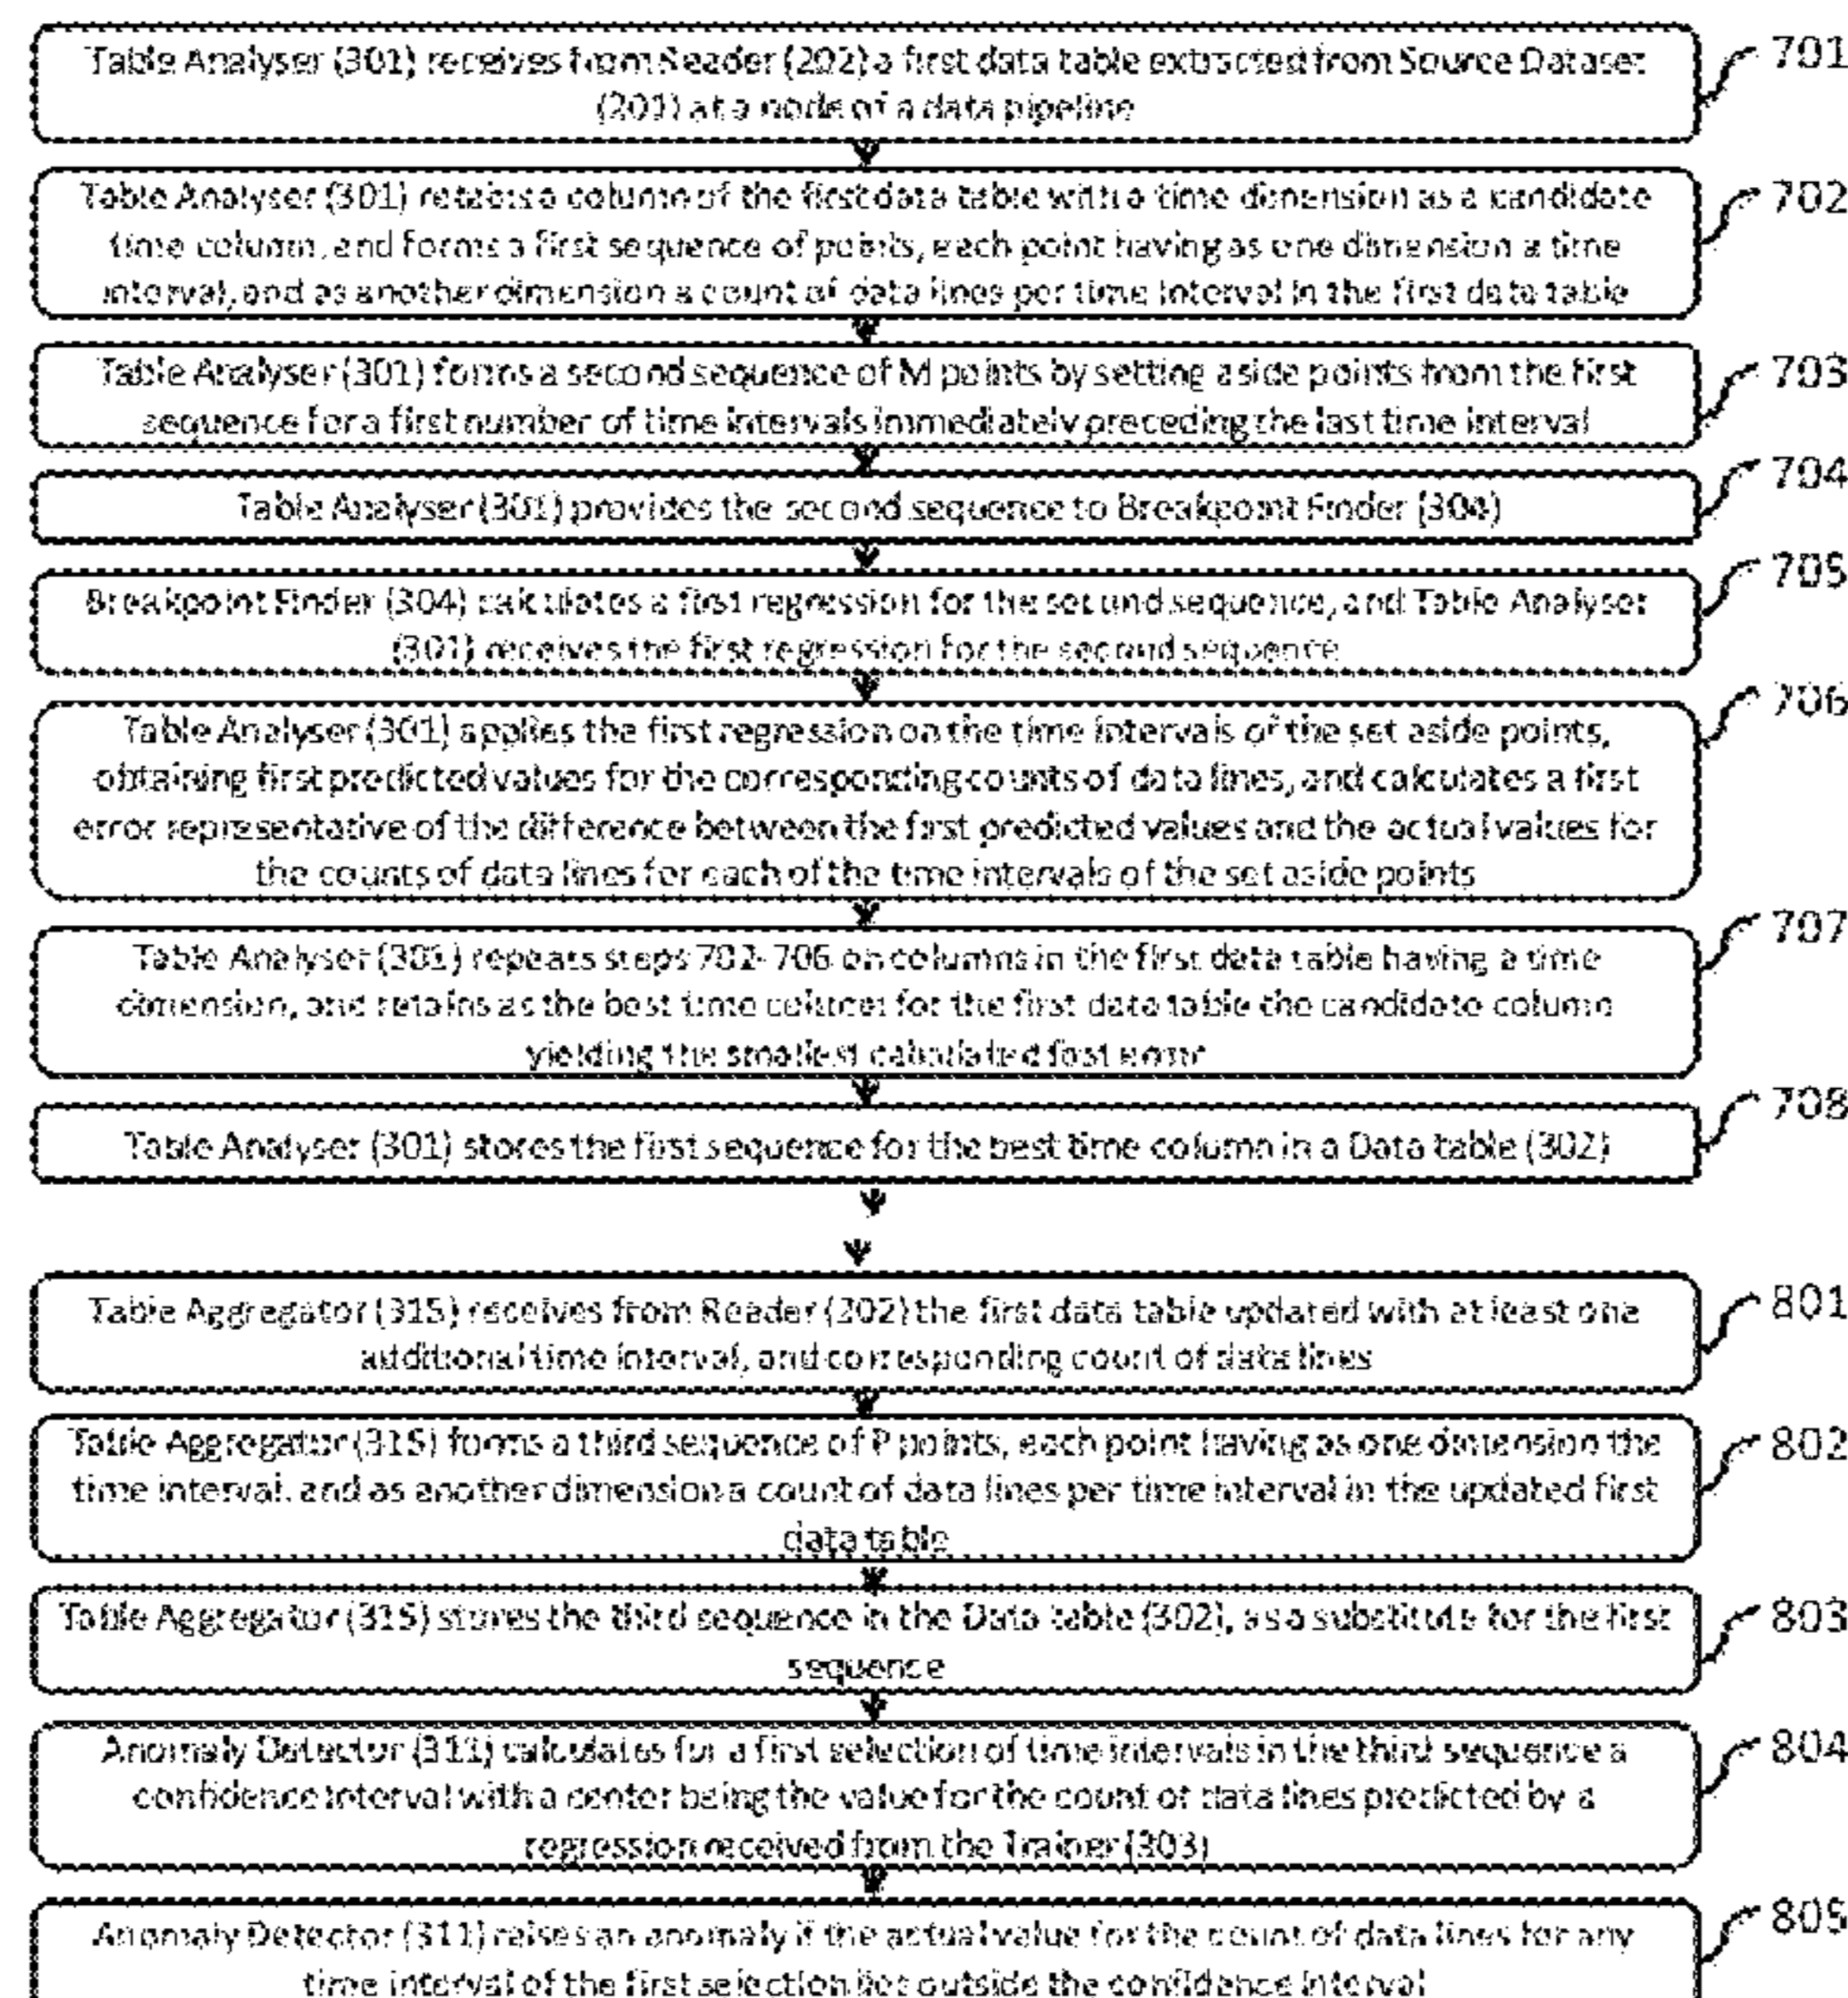 Table Analyser (301) receives from Reader (202) a first data table extracted from Source Dataset
(201) at a node of a data pipeline
701
Table Analyser (301) retains a column of the first data table with a time dimension as a candidate
time column, and forms a first sequence of points, each point having as one dimension a time
interval, and as another dimension a count of data lines per time interval in the first data table
702
Table Analyser (301) forms a second sequence of M points by setting aside points from the first
sequence for a first number of time intervals immediately preceding the last time interval
703
Table Analyser (301) provides the second sequence to Breakpoint Finder (304)
704
Breakpoint Finder (304) calculates a first regression for the second sequence, and Table Analyser
(301) receives the first regression for the second sequence
705
Table Analyser (301) applies the first regression on the time intervals of the set aside points,
obtaining first predicted values for the corresponding counts of data lines, and calculates a first
error representative of the difference between the first predicted values and the actual values for
the counts of data lines for each of the time intervals of the set aside points
706
Table Analyser (301) repeats steps 702-706 on columns in the first data table having a time
dimension, and retains as the best time column for the first data table the candidate column
yielding the smallest calculated first error
707
Table Analyser (301) stores the first sequence for the best time column in a Data table (302)
708
Table Aggregator (315) receives from Reader (202) the first data table updated with at least one
additional time interval, and corresponding count of data lines
801
Table Aggregator (315) forms a third sequence of P points, each point having as one dimension the
time interval, and as another dimension a count of data lines per time interval in the updated first
data table
802
Table Aggregator (315) stores the third sequence in the Data table (302), as a substitute for the first
sequence
803
Anomaly Detector (311) calculates for a first selection of time intervals in the third sequence a
confidence interval with a center being the value for the count of data lines predicted by a
regression received from the Trainer (303)
804
Anomaly Detector (311) raises an anomaly if the actual value for the count of data lines for any
time interval of the first selection lies outside the confidence interval
805